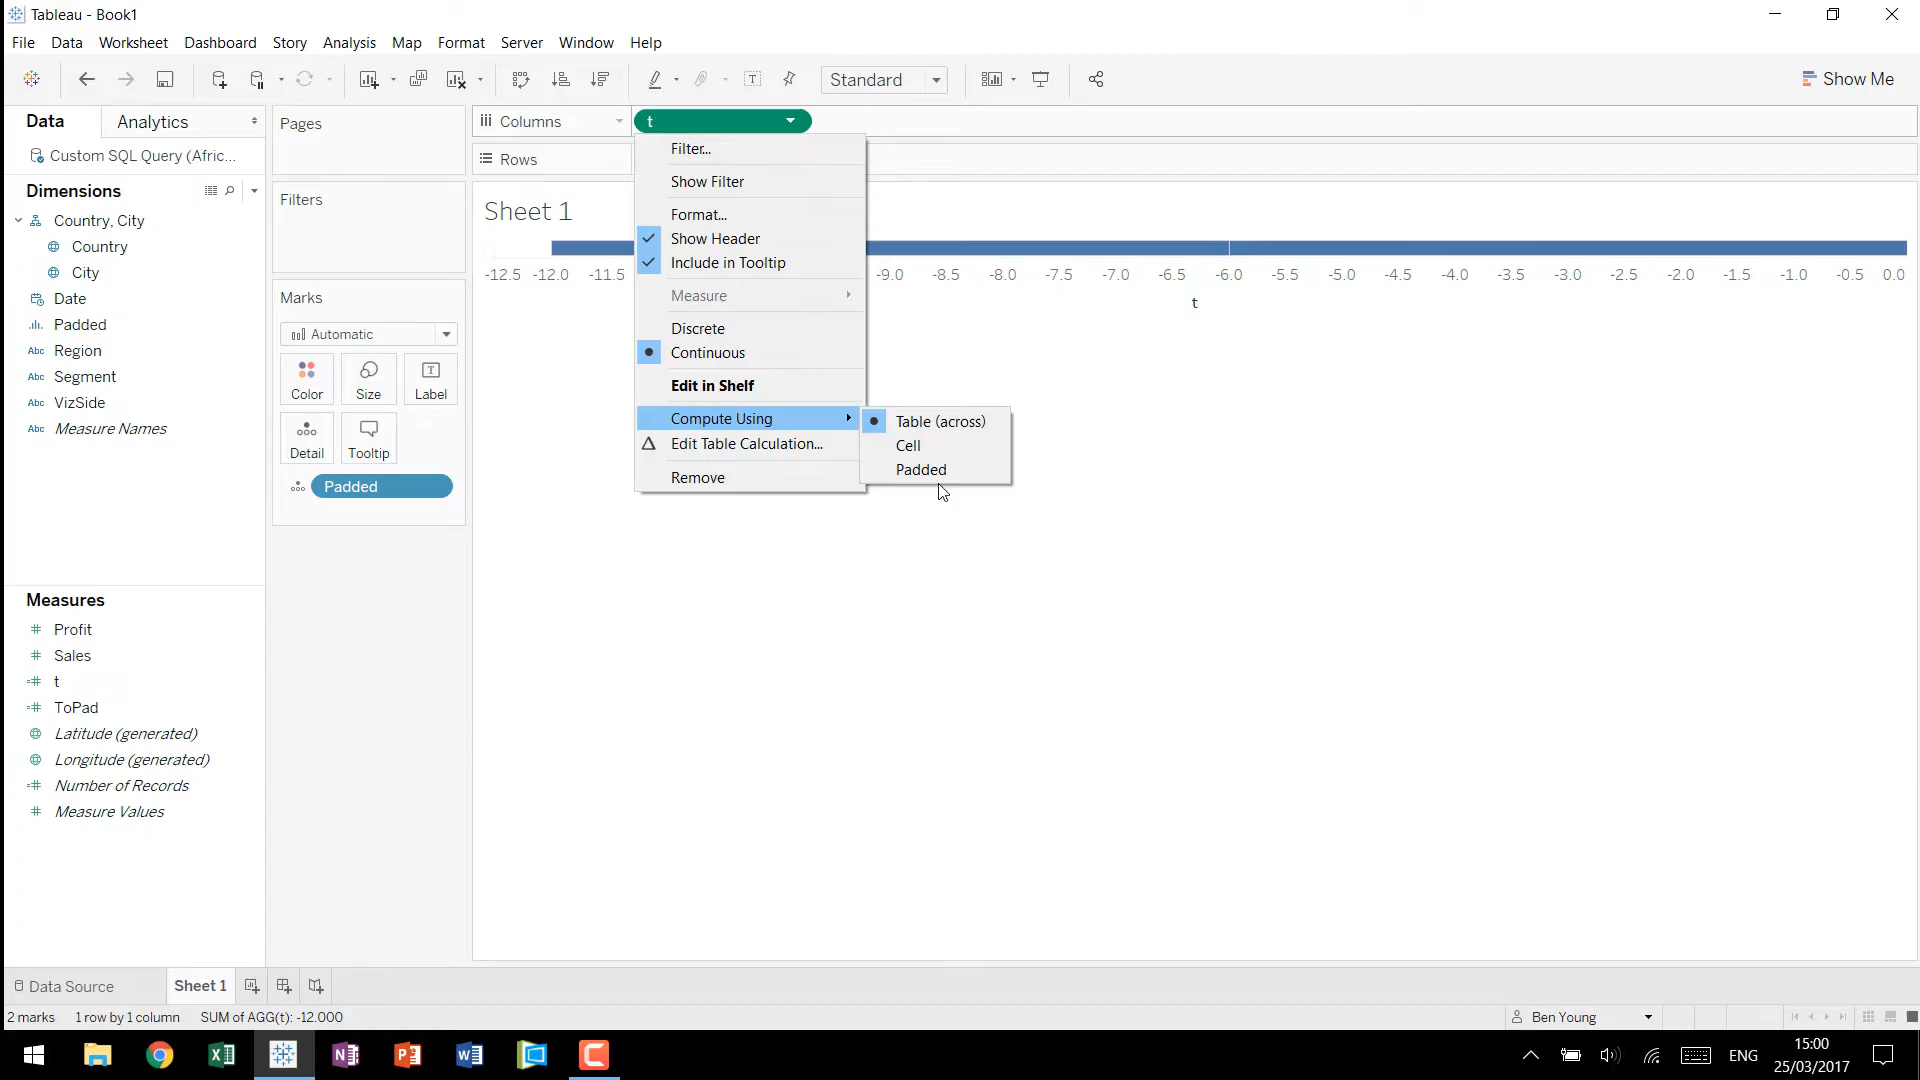 Tableau - Book1
File Data Worksheet Dashboard Story Analysis Map Format Server Window Help
Standard
Show Me
Data
Analytics
Custom SQL Query (Afric...
Dimensions
Country, City
Country
City
Date
Padded
Abc Region
Abc Segment
Abc VizSide
Abc Measure Names
Measures
Profit
Sales
t
ToPad
Latitude (generated)
Longitude (generated)
Number of Records
Measure Values
Pages
Filters
Marks
Automatic
Color
Size
Label
Detail
Tooltip
Padded
Columns
t
Rows
Sheet 1
-12.5 -12.0 -11.5 -9.0 -8.5 -8.0 -7.5 -7.0 -6.5 -6.0 -5.5 -5.0 -4.5 -4.0 -3.5 -3.0 -2.5 -2.0 -1.5 -1.0 -0.5 0.0
t
Filter...
Show Filter
Format...
Show Header
Include in Tooltip
Measure
Discrete
Continuous
Edit in Shelf
Compute Using
Edit Table Calculation...
Remove
Table (across)
Cell
Padded
Data Source
Sheet 1
2 marks 1 row by 1 column SUM of AGG(t): -12.000
Ben Young
ENG
15:00
25/03/2017